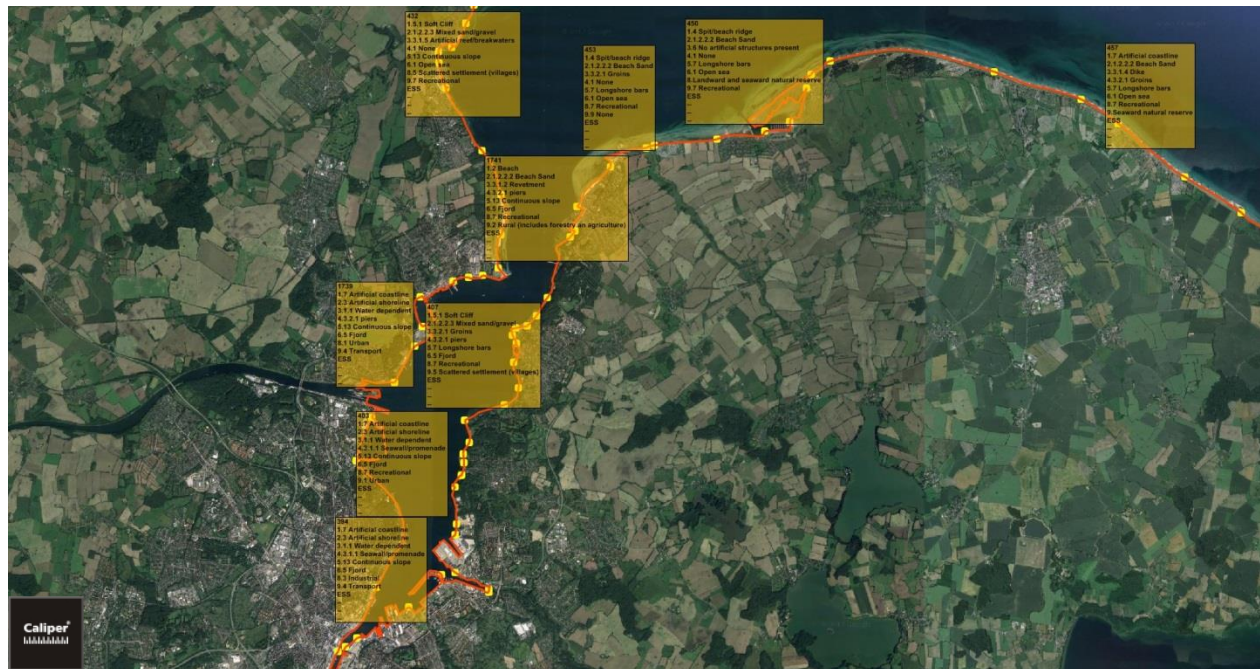 432
1.5.1 Soft Cliff
2.1.2.2.3 Mixed sand/gravel
3.3.1.5 Artificial reef/breakwaters
4.1 None
5.13 Continuous slope
6.1 Open sea
8.5 Scattered settlement (villages)
9.7 Recreational
ESS
453
1.4 Spit/beach ridge
2.1.2.2.2 Beach Sand
3.3.2.1 Groins
4.1 None
5.7 Longshore bars
6.1 Open sea
8.7 Recreational
9.9 None
ESS
450
1.4 Spit/beach ridge
2.1.2.2.2 Beach Sand
3.6 No artificial structures present
4.1 None
5.7 Longshore bars
6.1 Open sea
8.Landward and seaward natural reserve
9.7 Recreational
ESS
457
1.7 Artificial coastline
2.1.2.2.2 Beach Sand
3.3.1.4 Dike
4.3.2.1 Groins
5.7 Longshore bars
6.1 Open sea
8.7 Recreational
9.Seaward natural reserve
ESS
1741
1.2 Beach
2.1.2.2.2 Beach Sand
3.3.1.2 Revetment
4.3.2.1 piers
5.13 Continuous slope
6.5 Fjord
8.7 Recreational
9.2 Rural (includes forestry an agriculture)
ESS
1739
1.7 Artificial coastline
2.3 Artificial shoreline
3.1.1 Water dependent
4.3.2.1 piers
5.13 Continuous slope
6.5 Fjord
8.1 Urban
9.4 Transport
ESS
407
1.5.1 Soft Cliff
2.1.2.2.3 Mixed sand/gravel
3.3.2.1 Groins
4.3.2.1 piers
5.7 Longshore bars
6.5 Fjord
8.7 Recreational
9.5 Scattered settlement (villages)
ESS
403
1.7 Artificial coastline
2.3 Artificial shoreline
3.1.1 Water dependent
4.3.1.1 Seawall/promenade
5.13 Continuous slope
6.5 Fjord
8.7 Recreational
9.1 Urban
ESS
394
1.7 Artificial coastline
2.3 Artificial shoreline
3.1.1 Water dependent
4.3.1.1 Seawall/promenade
5.13 Continuous slope
6.5 Fjord
8.3 Industrial
9.4 Transport
ESS
Caliper